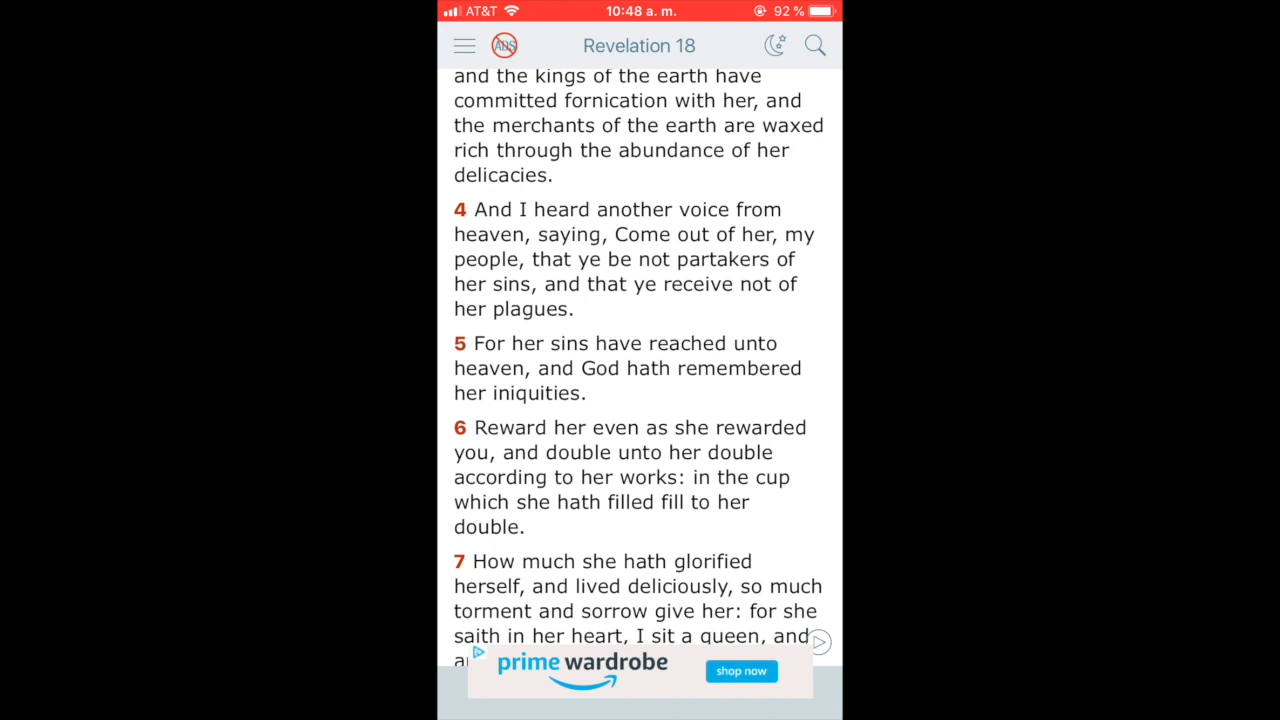 AT&T 10:48 a. m. 92 %
ADS Revelation 18
and the kings of the earth have
committed fornication with her, and
the merchants of the earth are waxed
rich through the abundance of her
delicacies.
4 And I heard another voice from
heaven, saying, Come out of her, my
people, that ye be not partakers of
her sins, and that ye receive not of
her plagues.
5 For her sins have reached unto
heaven, and God hath remembered
her iniquities.
6 Reward her even as she rewarded
you, and double unto her double
according to her works: in the cup
which she hath filled fill to her
double.
7 How much she hath glorified
herself, and lived deliciously, so much
torment and sorrow give her: for she
saith in her heart, I sit a queen, and
prime wardrobe
shop now